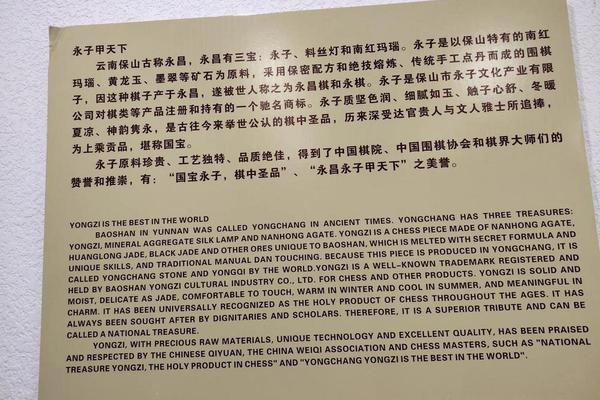 永子甲天下
云南保山古称永昌，永昌有三宝：永子、料丝灯和南红玛瑙。永子是以保山特有的南红
玛瑙、黄龙玉、墨翠等矿石为原料，采用保密配方和绝技熔炼、传统手工点丹而成的围棋
子，因这种棋子产于永昌，遂被世人称之为永昌棋和永棋。永子是保山市永子文化产业有限
公司对棋类等产品注册和持有的一个驰名商标。永子质坚色润、细腻如玉、触子心舒、冬暖
夏凉、神韵隽永，是古往今来举世公认的棋中圣品，历来深受达官贵人与文人雅士所追捧，
为上乘贡品，堪称国宝。
永子原料珍贵、工艺独特、品质绝佳，得到了中国棋院、中国围棋协会和棋界大师们的
赞誉和推崇，有：“国宝永子，棋中圣品”、“永昌永子甲天下”之美誉。
YONGZI IS THE BEST IN THE WORLD
BAOSHAN IN YUNNAN WAS CALLED YONGCHANG IN ANCIENT TIMES. YONGCHANG HAS THREE TREASURES:
YONGZI, MINERAL AGGREGATE SILK LAMP AND NANHONG AGATE. YONGZI IS A CHESS PIECE MADE OF NANHONG AGATE,
HUANGLONG JADE, BLACK JADE AND OTHER ORES UNIQUE TO BAOSHAN, WHICH IS MELTED WITH SECRET FORMULA AND
UNIQUE SKILLS, AND TRADITIONAL MANUAL DAN TOUCHING. BECAUSE THIS PIECE IS PRODUCED IN YONGCHANG, IT IS
CALLED YONGCHANG STONE AND YONGQI BY THE WORLD.YONGZI IS A WELL-KNOWN TRADEMARK REGISTERED AND
HELD BY BAOSHAN YONGZI CULTURAL INDUSTRY CO., LTD. FOR CHESS AND OTHER PRODUCTS. YONGZI IS SOLID AND
MOIST, DELICATE AS JADE, COMFORTABLE TO TOUCH, WARM IN WINTER AND COOL IN SUMMER, AND MEANINGFUL IN
CHARM. IT HAS BEEN UNIVERSALLY RECOGNIZED AS THE HOLY PRODUCT OF CHESS THROUGHOUT THE AGES. IT HAS
ALWAYS BEEN SOUGHT AFTER BY DIGNITARIES AND SCHOLARS. THEREFORE, IT IS A SUPERIOR TRIBUTE AND CAN BE
CALLED A NATIONAL TREASURE.
YONGZI, WITH PRECIOUS RAW MATERIALS, UNIQUE TECHNOLOGY AND EXCELLENT QUALITY, HAS BEEN PRAISED
AND RESPECTED BY THE CHINESE QIYUAN, THE CHINA WEIQI ASSOCIATION AND CHESS MASTERS, SUCH AS "NATIONAL
TREASURE YONGZI, THE HOLY PRODUCT IN CHESS" AND "YONGCHANG YONGZI IS THE BEST IN THE WORLD".